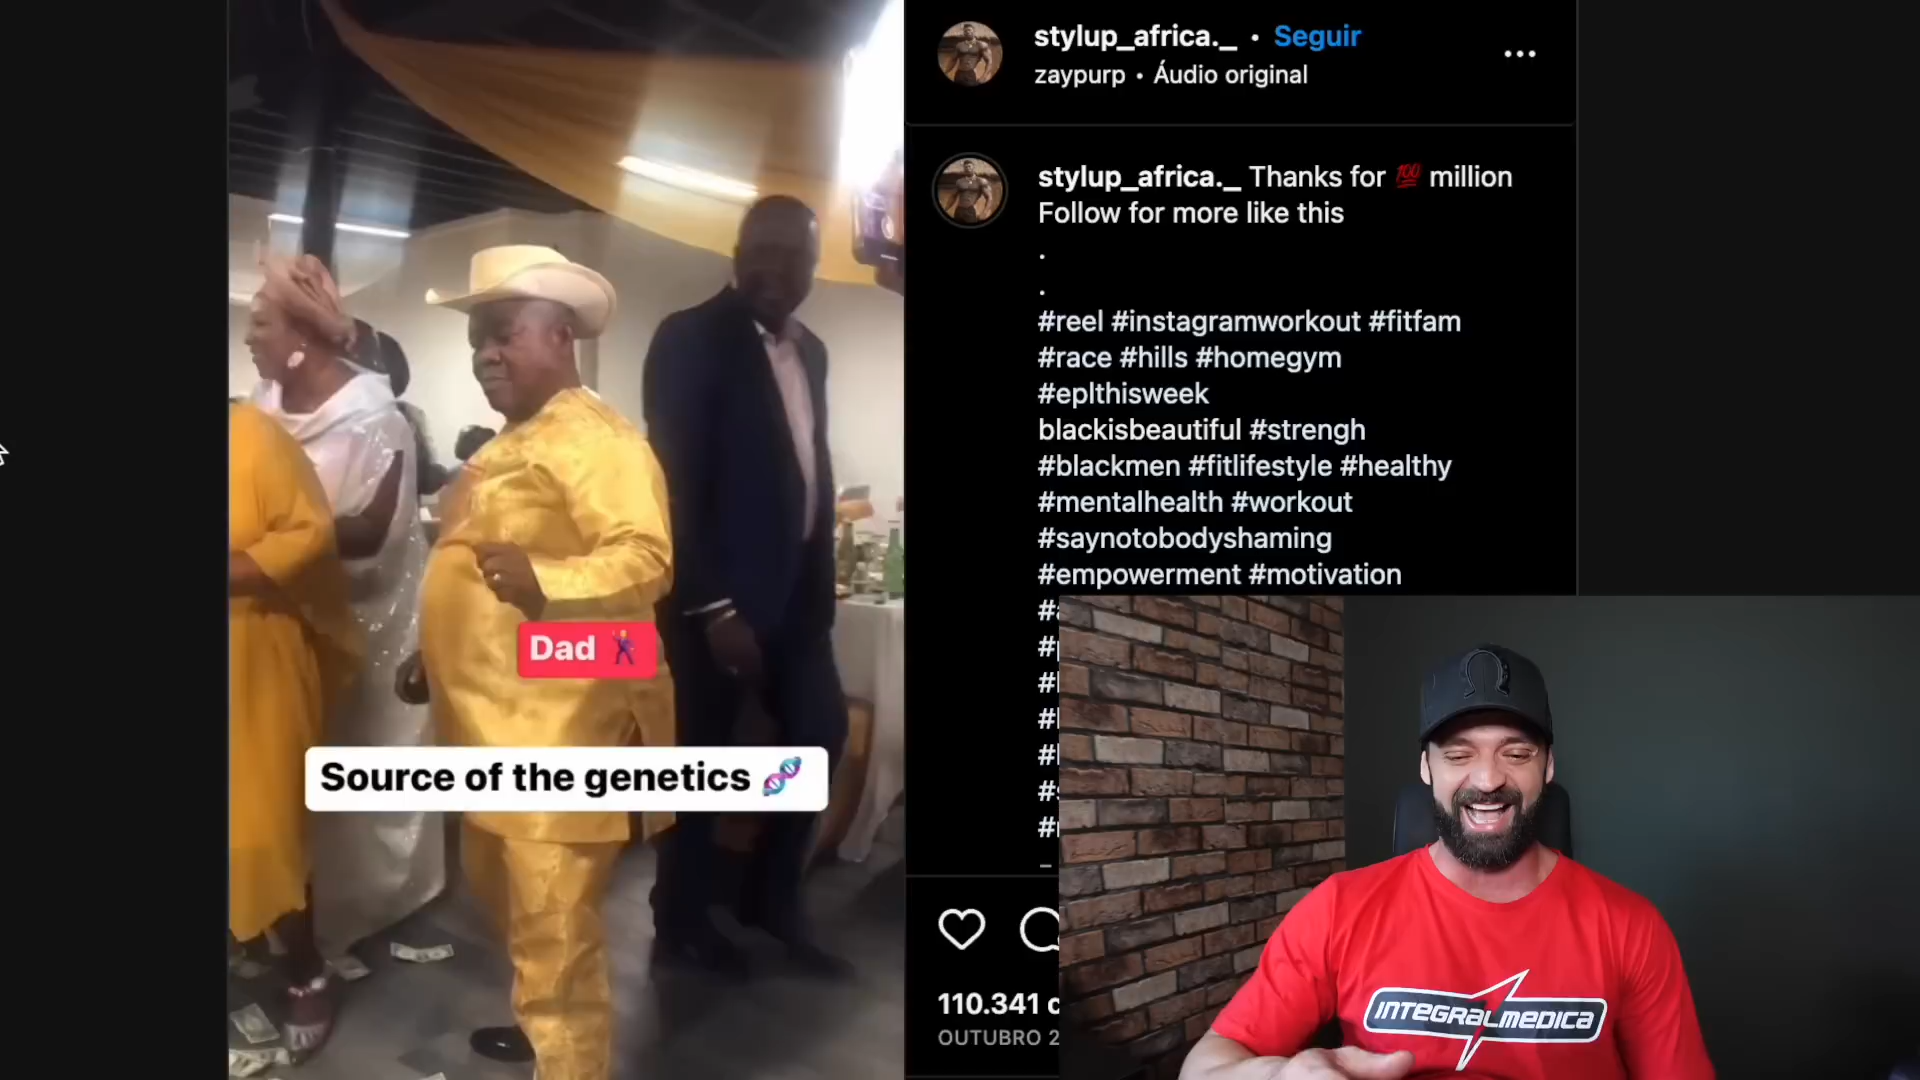 stylup_africa._ • Seguir
zaypurp • Áudio original
stylup_africa._ Thanks for 💯 million
Follow for more like this
.
.
#reel #instagramworkout #fitfam
#race #hills #homegym
#eplthisweek
blackisbeautiful #strengh
#blackmen #fitlifestyle #healthy
#mentalhealth #workout
#saynotobodyshaming
#empowerment #motivation
Dad 🕺
Source of the genetics 🧬
110.341
OUTUBRO 2
INTEGRALMEDICA